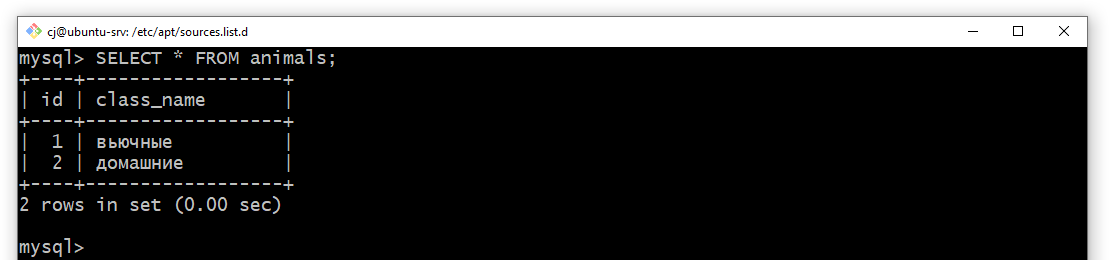 cj@ubuntu-srv: /etc/apt/sources.list.d
mysql> SELECT * FROM animals;
+----+------------------+
| id | class_name       |
+----+------------------+
|  1 | вьючные          |
|  2 | домашние         |
+----+------------------+
2 rows in set (0.00 sec)
mysql>